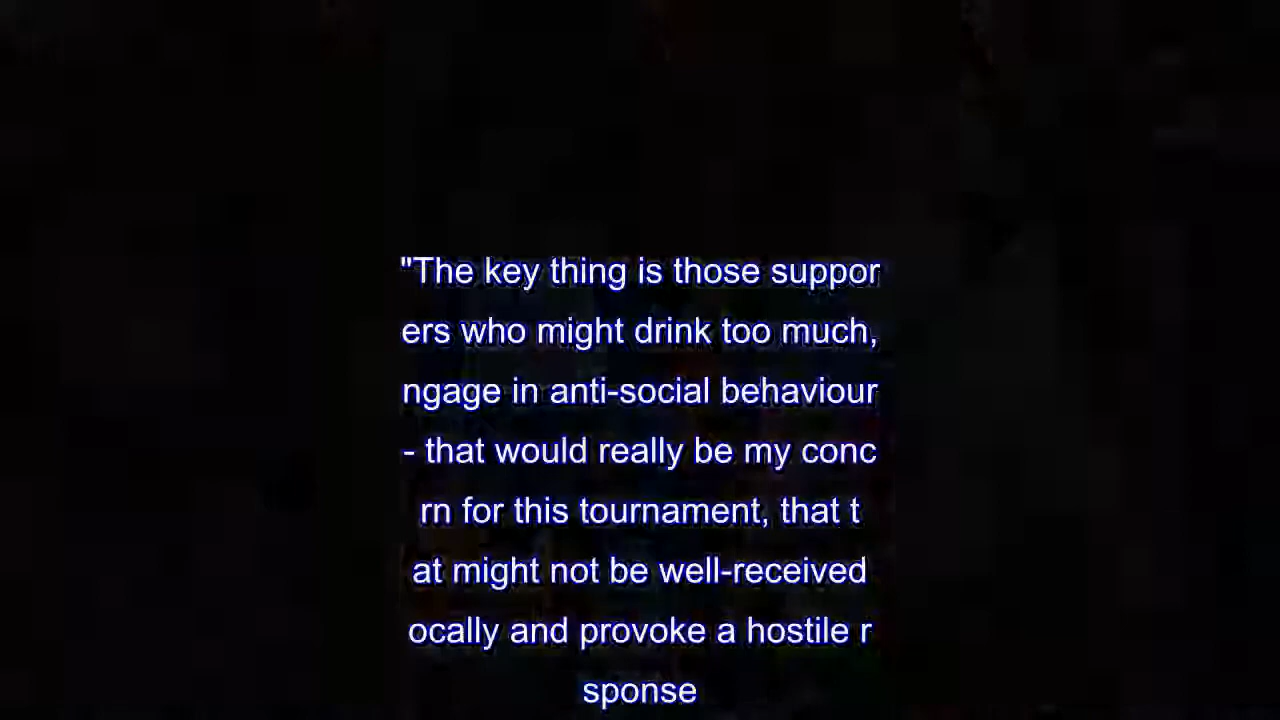 "The key thing is those suppor
ers who might drink too much,
ngage in anti-social behaviour
- that would really be my conc
rn for this tournament, that t
at might not be well-received
ocally and provoke a hostile r
sponse